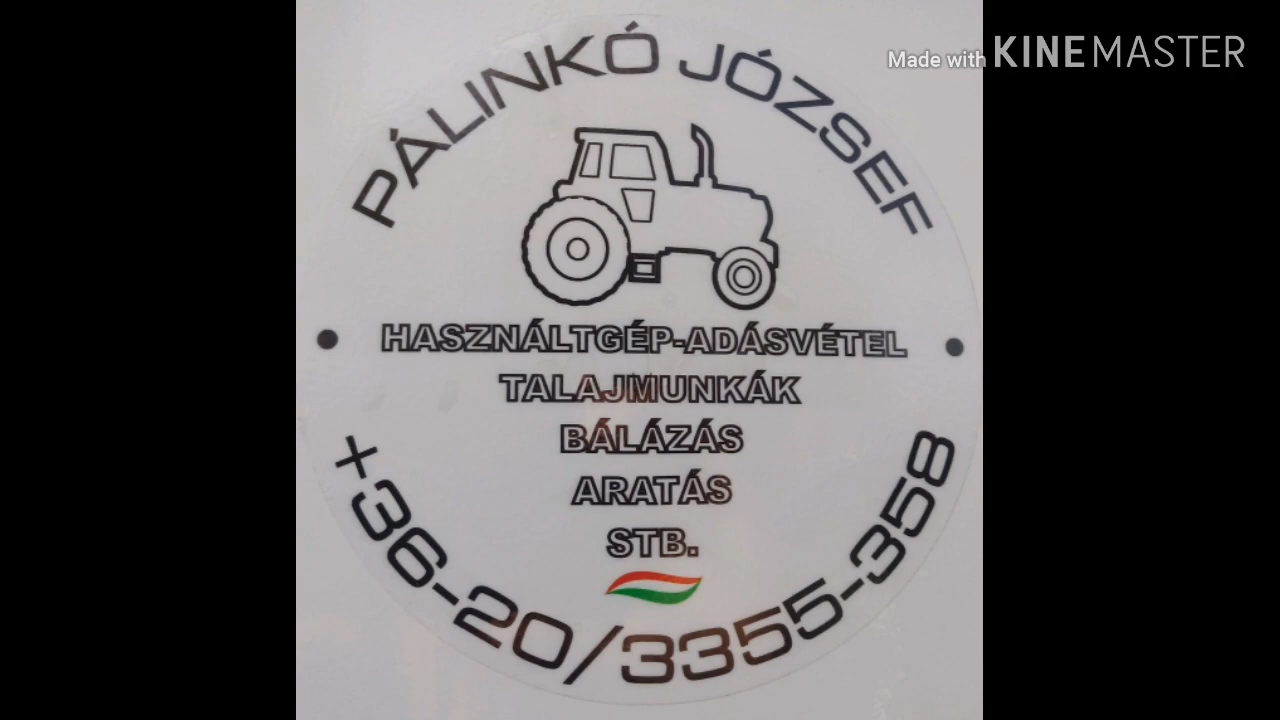 Made with KINEMASTER
PÁLINKÓ JÓZSEF
HASZNÁLTGÉP-ADÁSVÉTEL
TALAJMUNKÁK
BÁLÁZÁS
ARATÁS
STB.
+36-20/3355-358